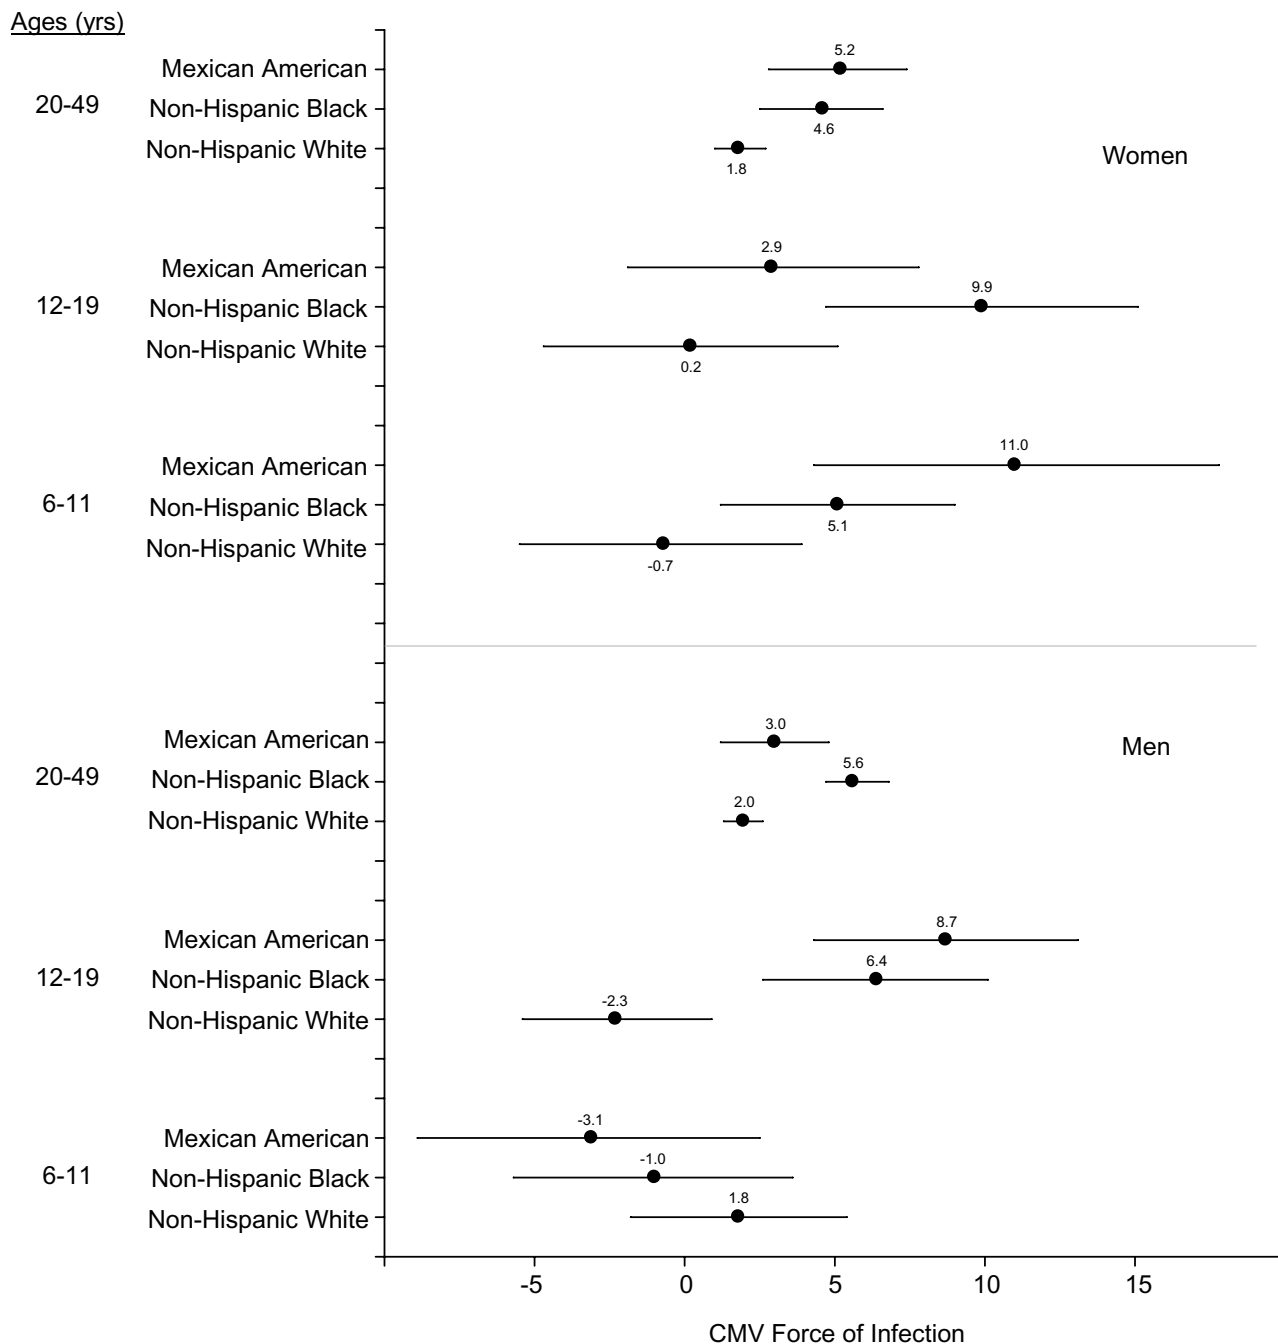 Ages (yrs)
5.2
Mexican American
20-49
Non-Hispanic Black
4.6
Non-Hispanic White
Women
1.8
2.9
Mexican American
9.9
12-19
Non-Hispanic Black
Non-Hispanic White
0.2
11.0
Mexican American
6-11
Non-Hispanic Black
5.1
Non-Hispanic White
-0.7
3.0
Mexican American
Men
5.6
20-49
Non-Hispanic Black
2.0
Non-Hispanic White
8.7
Mexican American
6.4
12-19
Non-Hispanic Black
-2.3
Non-Hispanic White
-3.1
Mexican American
-1.0
6-11
Non-Hispanic Black
1.8
Non-Hispanic White
-5 0 5 10 15
CMV Force of Infection